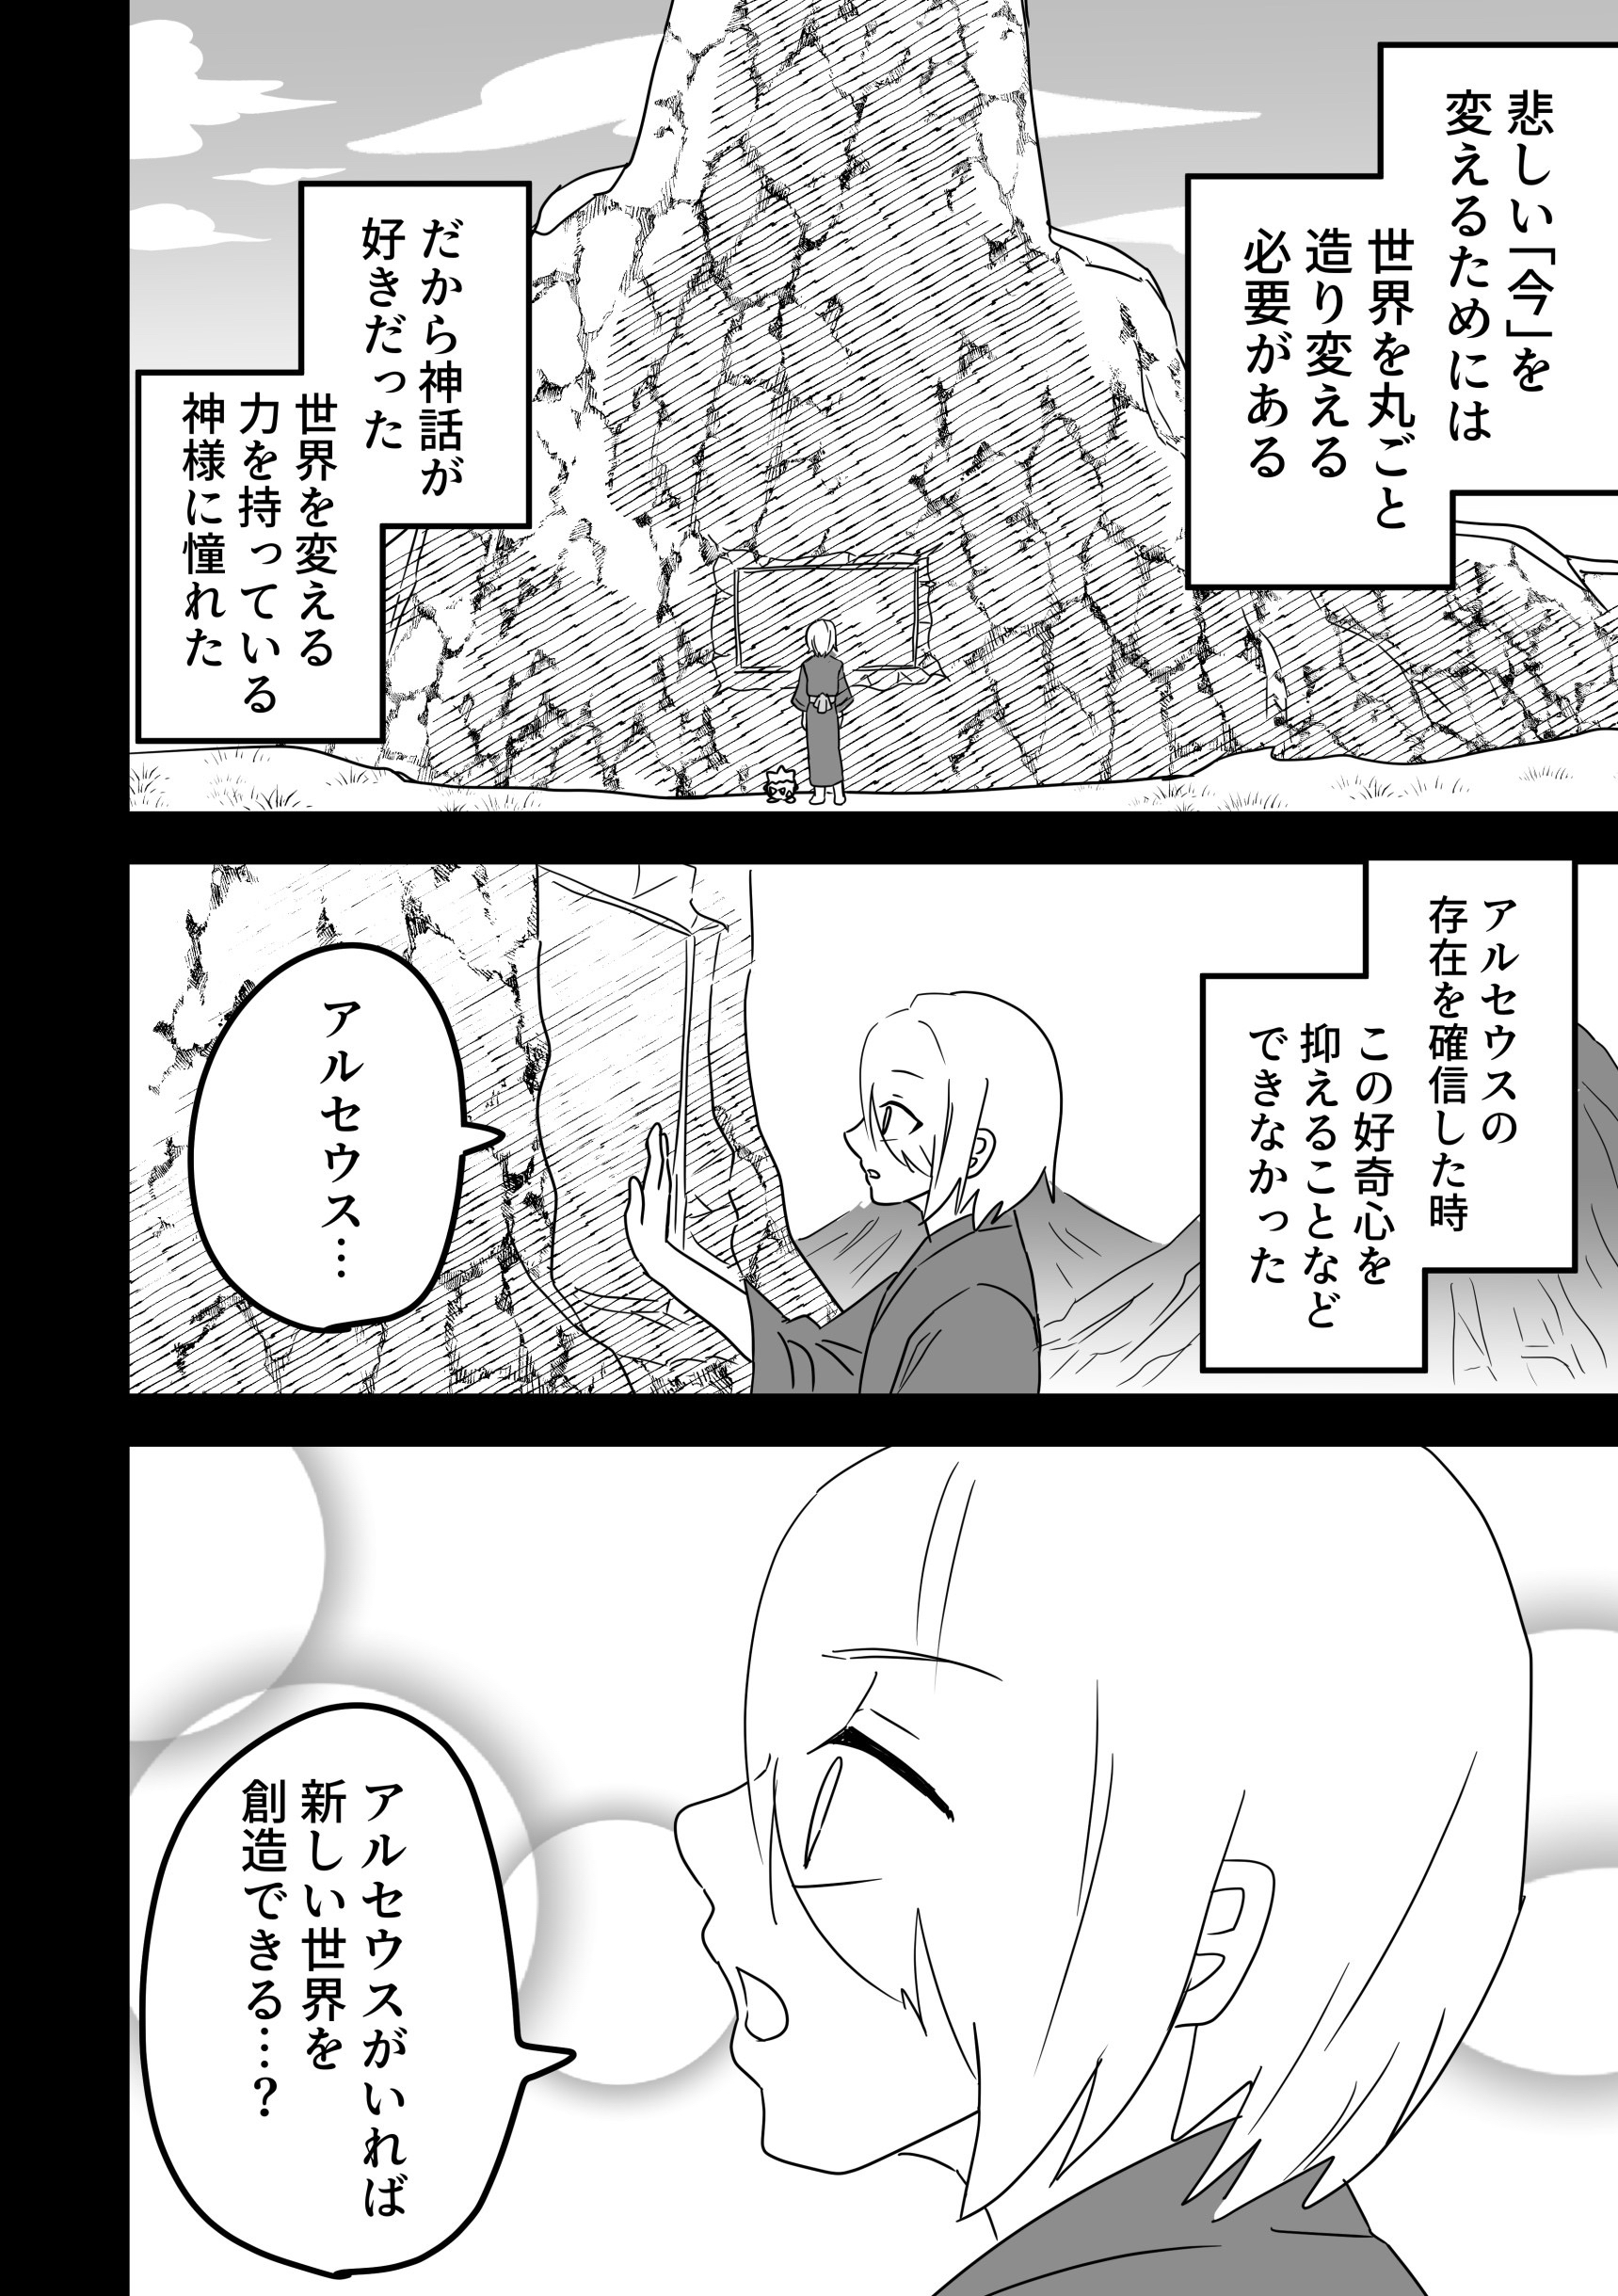 悲しい「今」を
変えるためには
世界を丸ごと
造り変える
必要がある
だから神話が
好きだった
世界を変える
力を持っている
神様に憧れた
アルセウスの
存在を確信した時
この好奇心を
抑えることなど
できなかった
アルセウス…
アルセウスがいれば
新しい世界を
創造できる…？